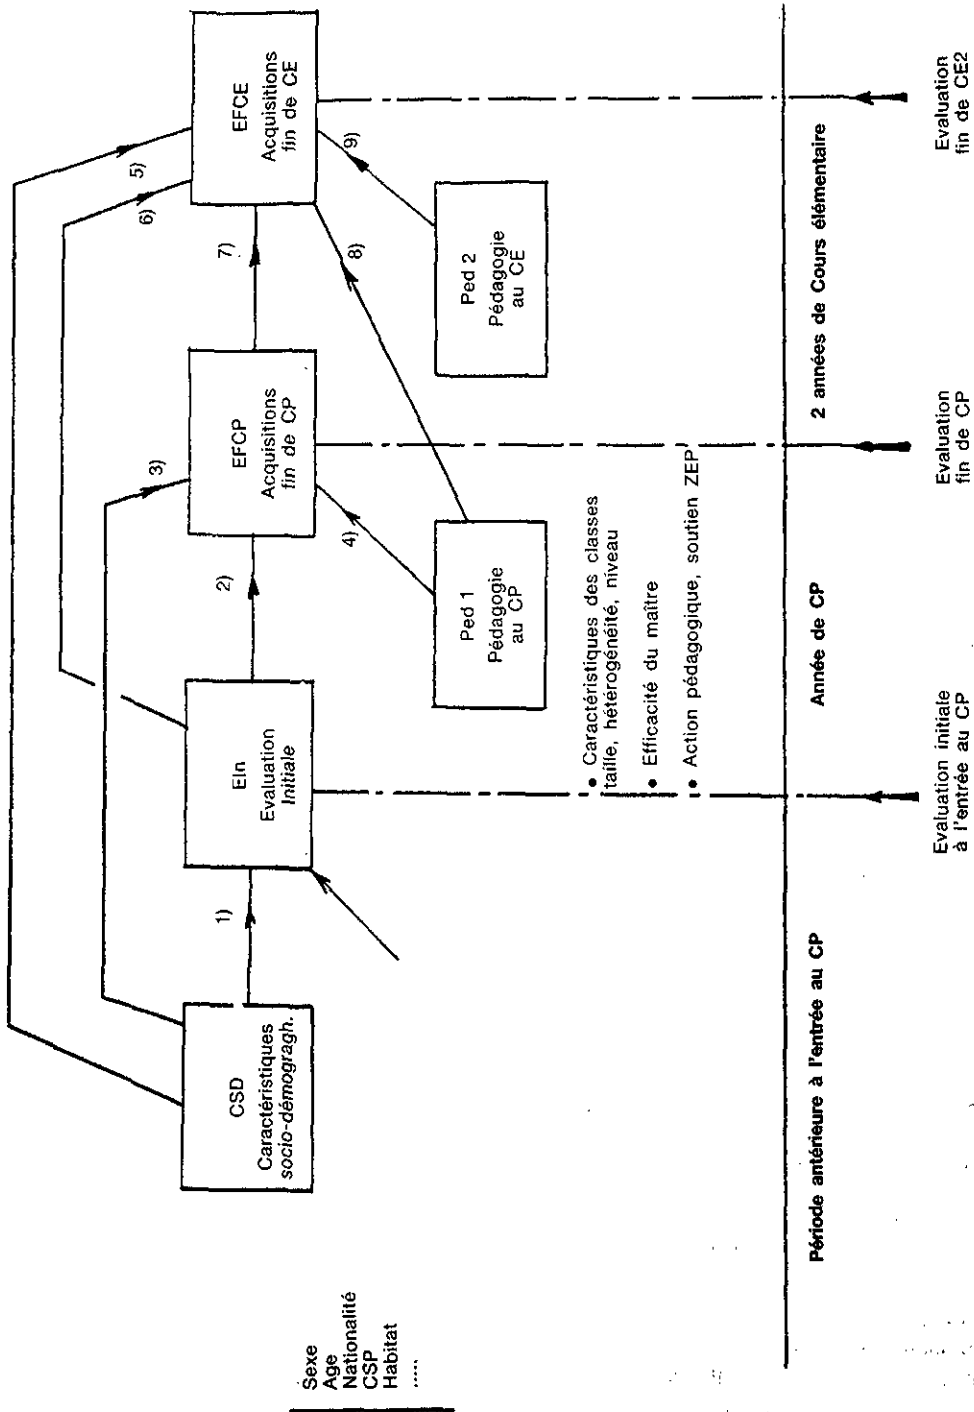 5)
6)
3)
CSD
Caractéristiques
socio-démogragh.
1)
EIn
Evaluation
Initiale
2)
EFCP
Acquisitions
fin de CP
7)
EFCE
Acquisitions
fin de CE
4)
8)
9)
Ped 1
Pédagogie
au CP
Ped 2
Pédagogie
au CE
Sexe
Age
Nationalité
CSP
Habitat
.....
• Caractéristiques des classes
taille, hétérogénéité, niveau
• Efficacité du maître
• Action pédagogique, soutien ZEP
Période antérieure à l'entrée au CP
Année de CP
2 années de Cours élémentaire
Evaluation initiale
à l'entrée au CP
Evaluation
fin de CP
Evaluation
fin de CE2